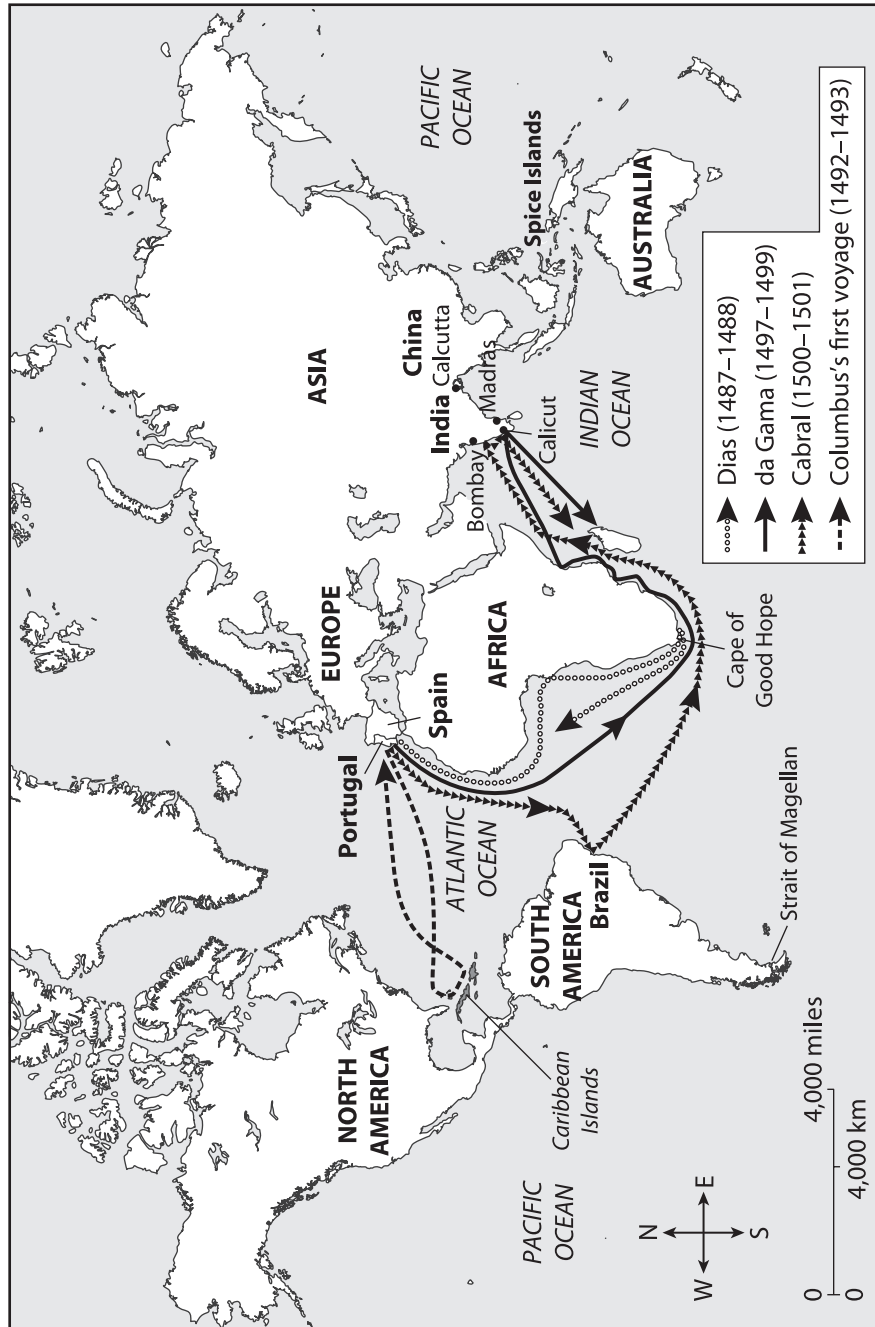 NORTH
AMERICA
PACIFIC
OCEAN
Caribbean
Islands
ATLANTIC
OCEAN
SOUTH
AMERICA
Brazil
Strait of Magellan
Portugal
Spain
EUROPE
AFRICA
Cape of
Good Hope
ASIA
China
India
Calcutta
Madras
Bombay
Calicut
INDIAN
OCEAN
PACIFIC
OCEAN
Spice Islands
AUSTRALIA
Dias (1487–1488)
da Gama (1497–1499)
Cabral (1500–1501)
Columbus's first voyage (1492–1493)
N
W E
S
0 4,000 miles
0 4,000 km